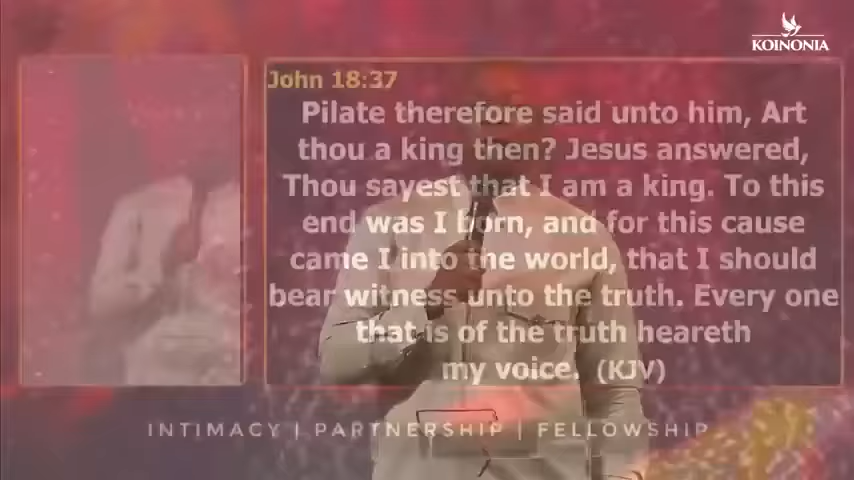 KOINONIA
John 18:37
Pilate therefore said unto him, Art
thou a king then? Jesus answered,
Thou sayest that I am a king. To this
end was I born, and for this cause
came I into the world, that I should
bear witness unto the truth. Every one
that is of the truth heareth
my voice. (KJV)
INTIMACY | PARTNERSHIP | FELLOWSHIP